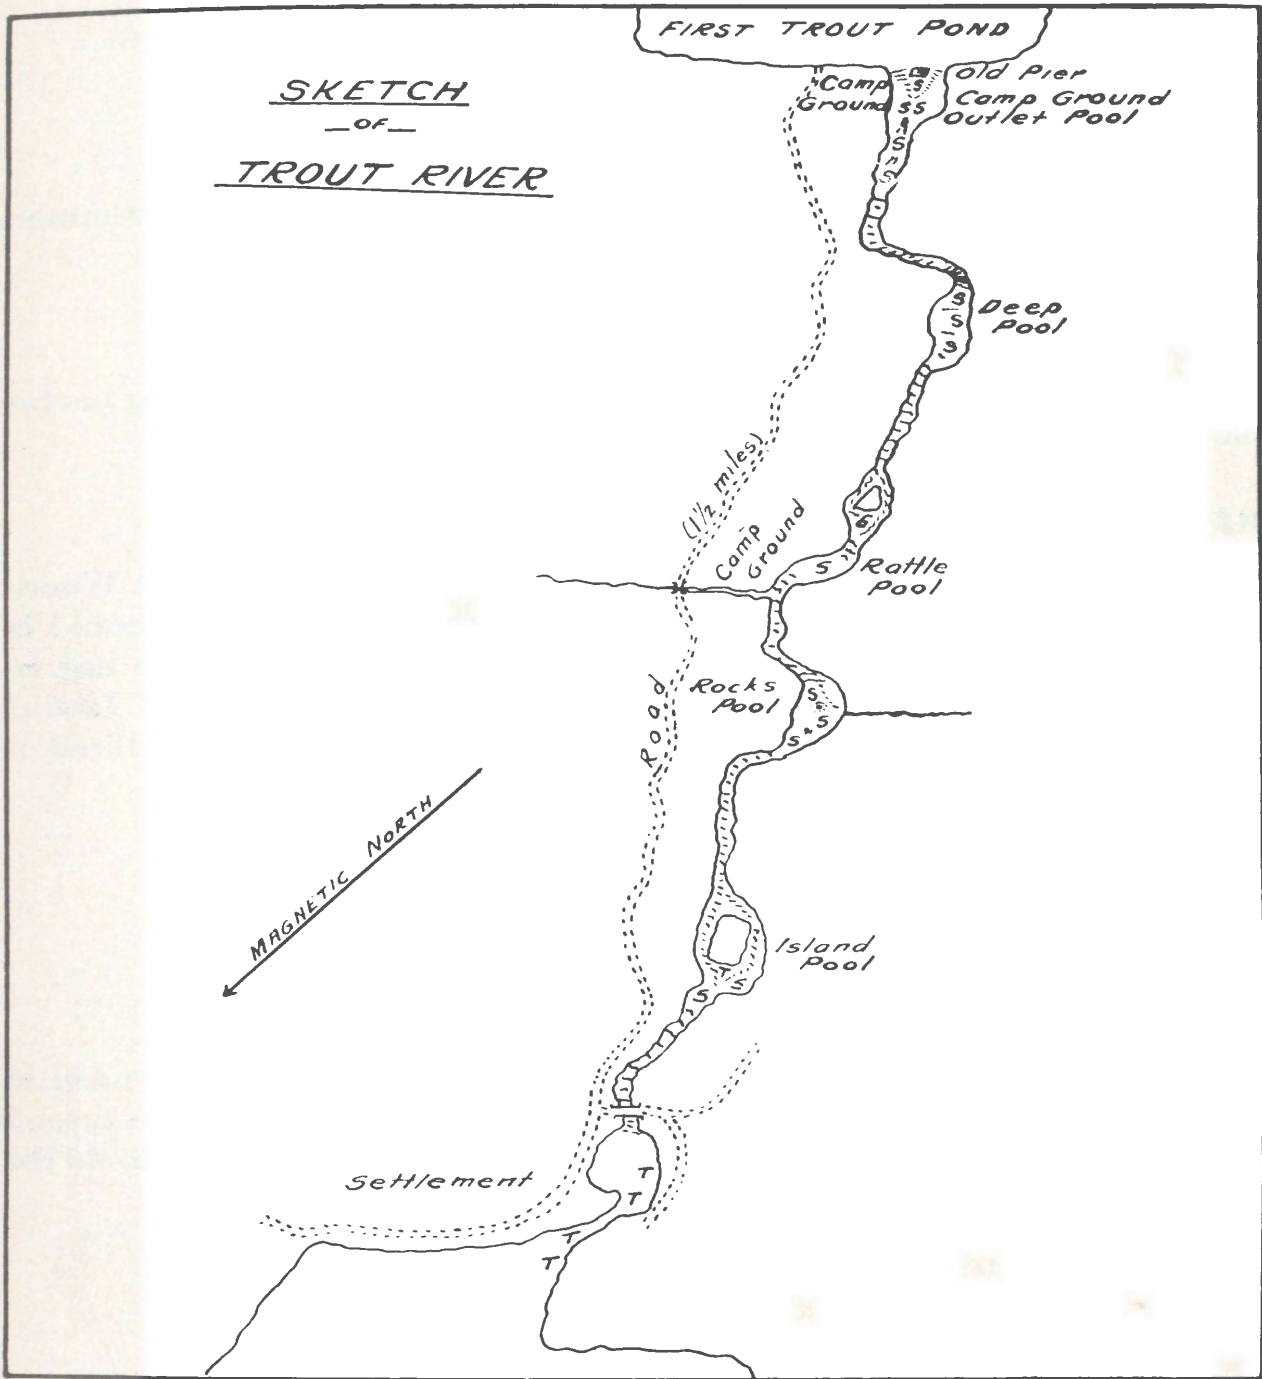 FIRST TROUT POND
SKETCH
OF
TROUT RIVER
Camp
Ground
Old Pier
Camp Ground
Outlet Pool
S
S S
S
S
S
S
S
Deep
Pool
(1½ miles)
Camp
Ground
S
Rattle
Pool
Rocks
Pool
S
S
S
Road
MAGNETIC NORTH
Island
Pool
T
S
S
Settlement
T
T
T
T